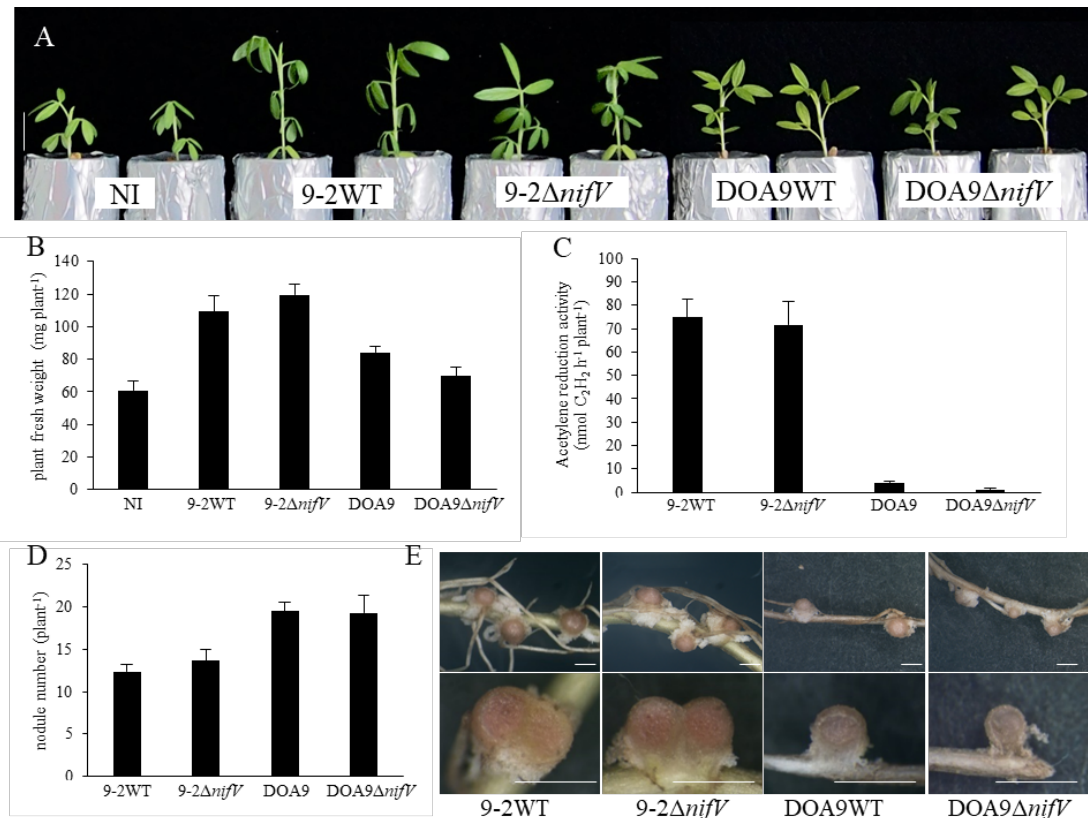 A
NI
9-2WT
9-2ΔnifV
DOA9WT
DOA9ΔnifV
B
plant fresh weight (mg plant⁻¹)
140
120
100
80
60
40
20
0
NI
9-2WT
9-2ΔnifV
DOA9
DOA9ΔnifV
C
Acetylene reduction activity
(nmol C₂H₂ h⁻¹ plant⁻¹)
100
90
80
70
60
50
40
30
20
10
0
9-2WT
9-2ΔnifV
DOA9
DOA9ΔnifV
D
nodule number (plant⁻¹)
25
20
15
10
5
0
9-2WT
9-2ΔnifV
DOA9
DOA9ΔnifV
E
9-2WT
9-2ΔnifV
DOA9WT
DOA9ΔnifV